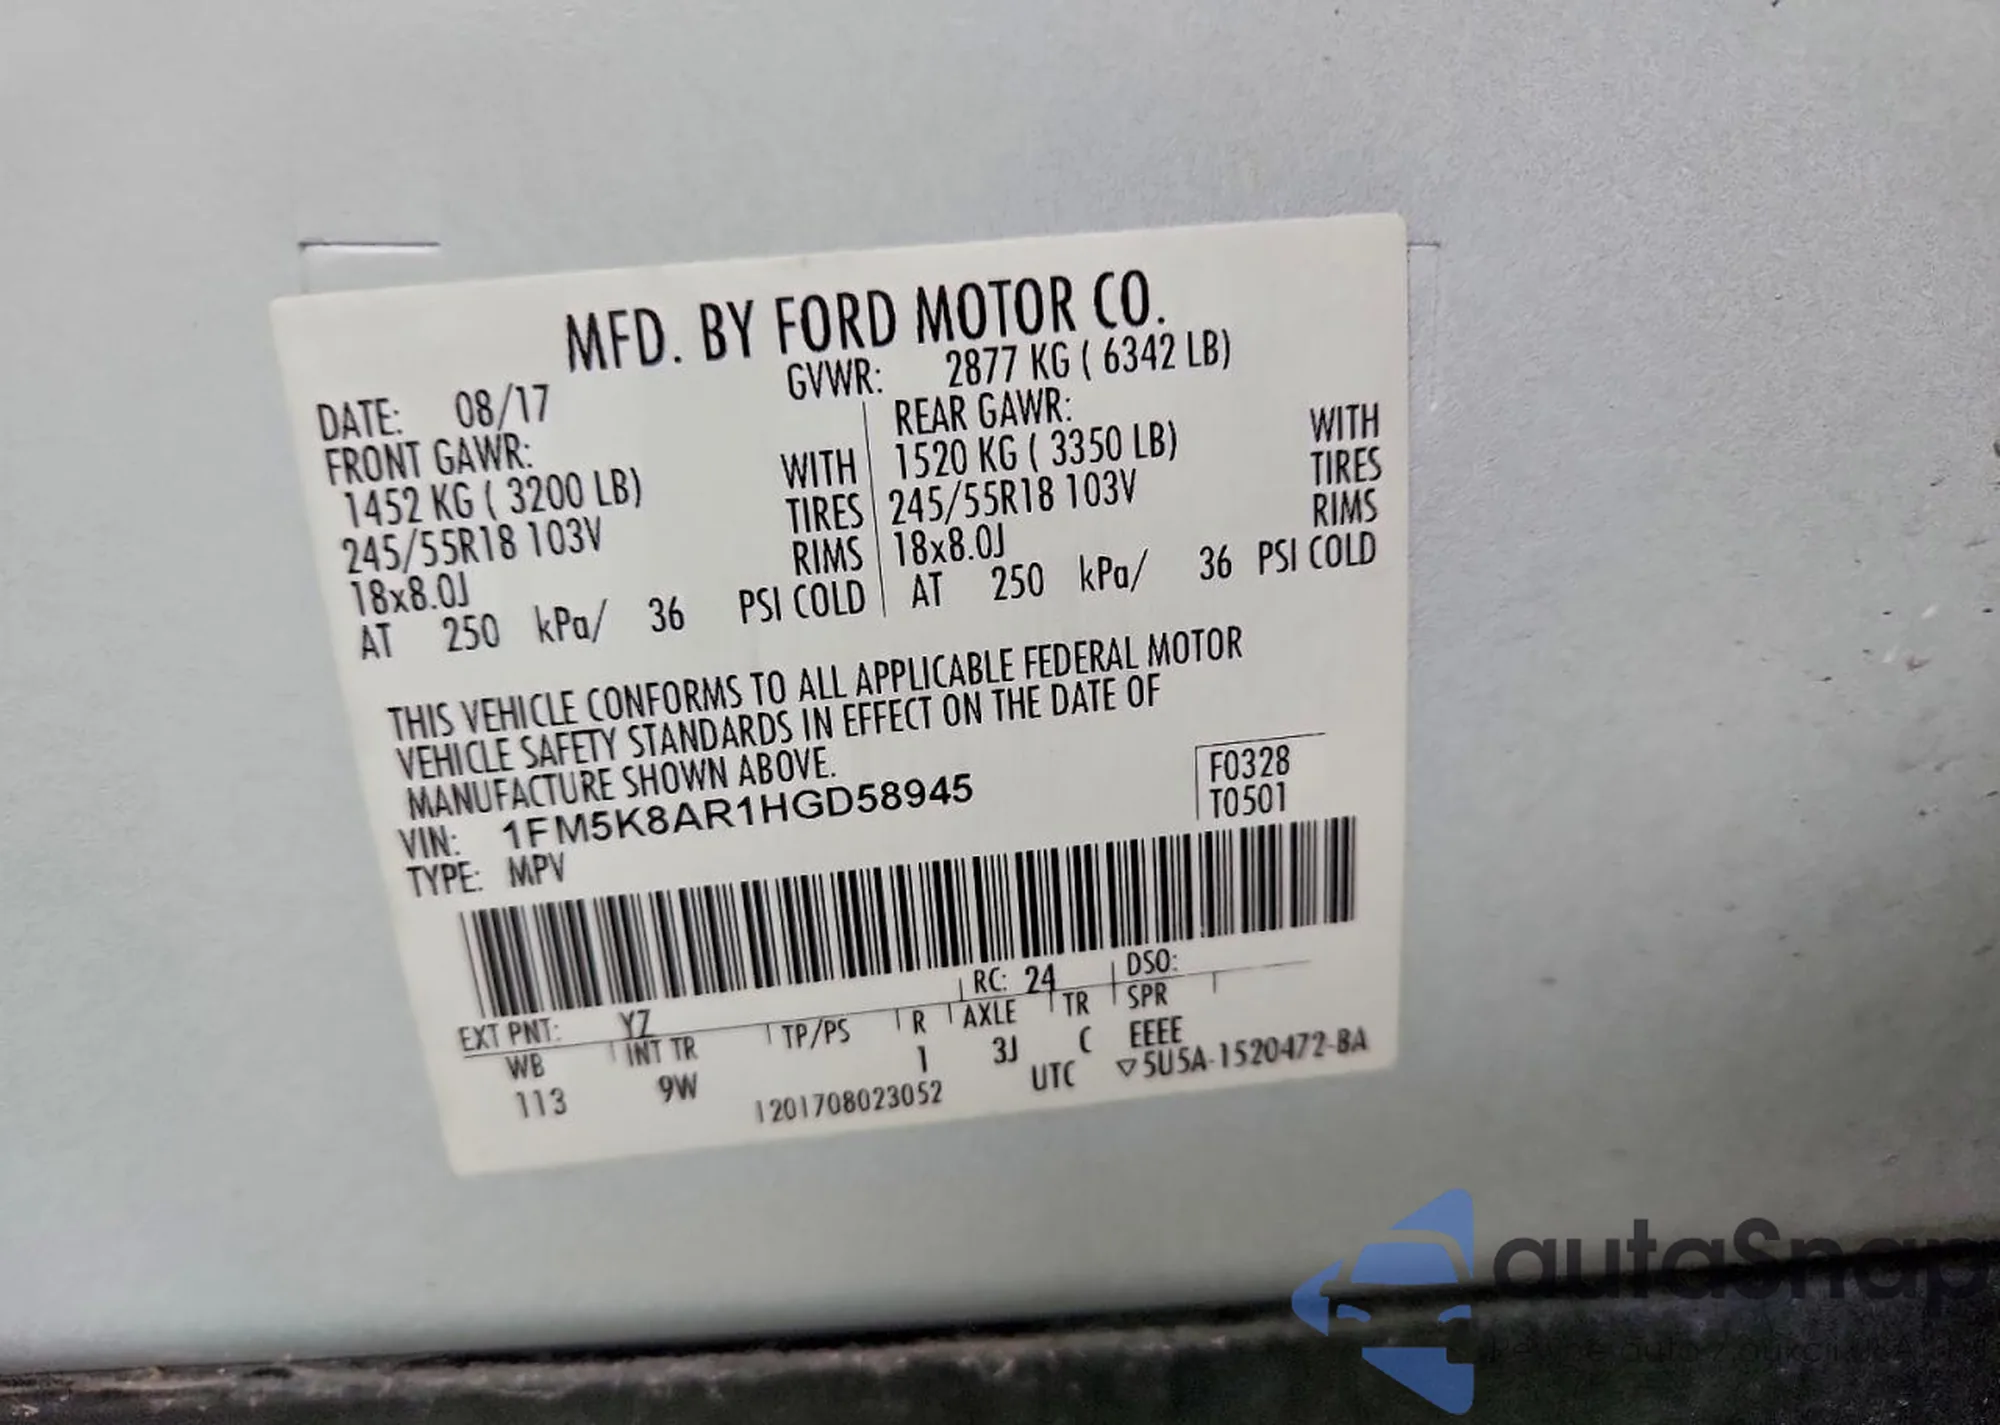 MFD. BY FORD MOTOR CO.
DATE: 08/17 GVWR: 2877 KG ( 6342 LB)
FRONT GAWR: REAR GAWR:
1452 KG ( 3200 LB) WITH 1520 KG ( 3350 LB) WITH
245/55R18 103V TIRES 245/55R18 103V TIRES
18x8.0J RIMS 18x8.0J RIMS
AT 250 kPa/ 36 PSI COLD AT 250 kPa/ 36 PSI COLD
THIS VEHICLE CONFORMS TO ALL APPLICABLE FEDERAL MOTOR
VEHICLE SAFETY STANDARDS IN EFFECT ON THE DATE OF
MANUFACTURE SHOWN ABOVE.
VIN: 1FM5K8AR1HGD58945
F0328
TYPE: MPV
T0501
RC: 24 DSO:
EXT PNT: YZ
WB INT TR TP/PS R AXLE TR SPR
113 9W 1 3J C EEEE
1201708023052 UTC ▽5U5A-1520472-BA
autaSnap